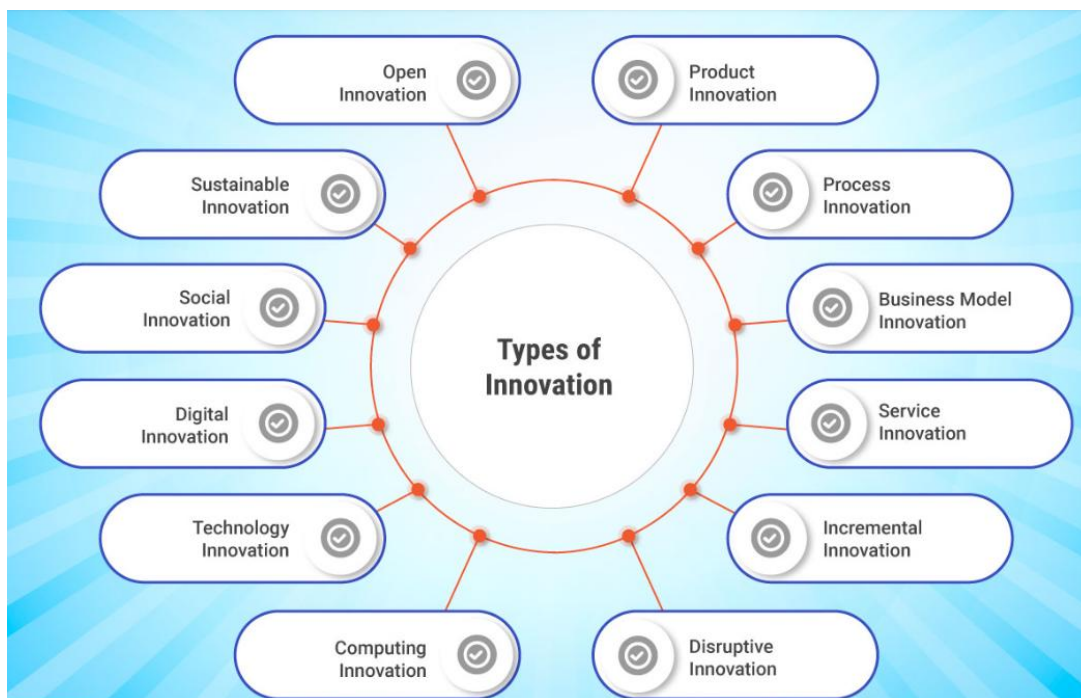 Types of
Innovation
Open
Innovation
Product
Innovation
Sustainable
Innovation
Process
Innovation
Social
Innovation
Business Model
Innovation
Digital
Innovation
Service
Innovation
Technology
Innovation
Incremental
Innovation
Computing
Innovation
Disruptive
Innovation